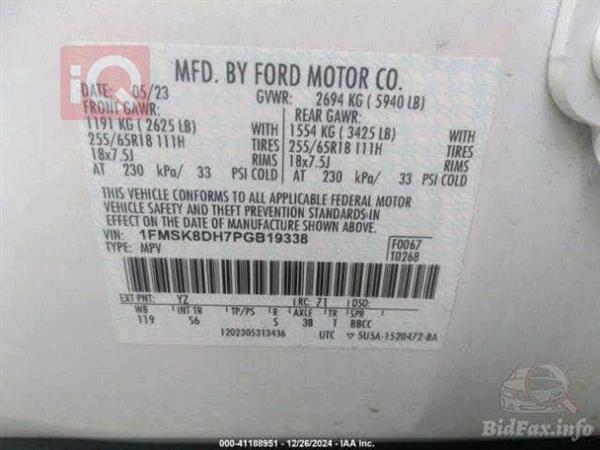 iQ
MFD. BY FORD MOTOR CO.
DATE: 05/23 GVWR: 2694 KG ( 5940 LB)
FRONT GAWR: REAR GAWR:
1191 KG ( 2625 LB) WITH 1554 KG ( 3425 LB) WITH
255/65R18 111H TIRES 255/65R18 111H TIRES
18x7.5J RIMS 18x7.5J RIMS
AT 230 kPa/ 33 PSI COLD AT 230 kPa/ 33 PSI COLD
THIS VEHICLE CONFORMS TO ALL APPLICABLE FEDERAL MOTOR
VEHICLE SAFETY AND THEFT PREVENTION STANDARDS IN
EFFECT ON THE DATE OF MANUFACTURE SHOWN ABOVE.
VIN: 1FMSK8DH7PGB19338 F0067
TYPE: MPV T0268
EXT PNT: YZ RC: 71 DSO:
WB INT TR TP/PS R AXLE TR SPR
119 S6 S 38 T BBCC
1202305313436 UTC 5U5A-1520472-BA
000-41188951 - 12/26/2024 - IAA Inc.
BidFax.info